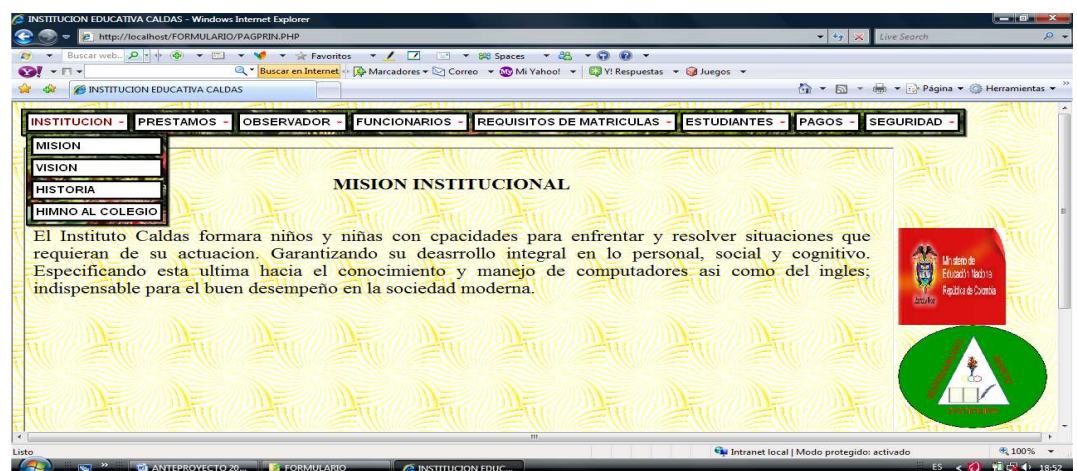 INSTITUCION EDUCATIVA CALDAS - Windows Internet Explorer
http://localhost/FORMULARIO/PAGPRIN.PHP
Live Search
Buscar web...
Favoritos
Spaces
Mi Vahoo!
Buscar en Internet
Marcadores
Correo
Mi Yahoo!
Y! Respuestas
Juegos
INSTITUCION EDUCATIVA CALDAS
Página
Herramientas
INSTITUCION -
PRESTAMOS -
OBSERVADOR -
FUNCIONARIOS -
REQUISITOS DE MATRICULAS -
ESTUDIANTES -
PAGOS -
SEGURIDAD -
MISION
VISION
HISTORIA
HIMNO AL COLEGIO
MISION INSTITUCIONAL
El Instituto Caldas formara niños y niñas con cpacidades para enfrentar y resolver situaciones que
requieran de su actuacion. Garantizando su deasrrollo integral en lo personal, social y cognitivo.
Especificando esta ultima hacia el conocimiento y manejo de computadores asi como del ingles;
indispensable para el buen desempeño en la sociedad moderna.
Ministerio de
Educación Nacional
República de Colombia
Listo
Intranet local | Modo protegido: activado
100%
ANTEPROYECTO 20...
FORMULARIO
INSTITUCION EDUC...
ES
18:52